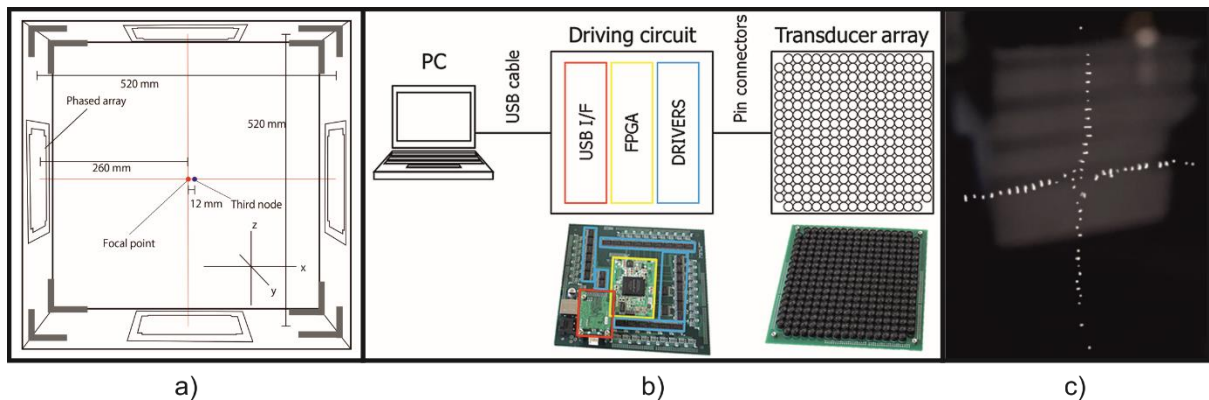 520 mm
Phased array
520 mm
260 mm
12 mm
Third node
Focal point
z
x
y
a)
PC
USB cable
Driving circuit
USB I/F
FPGA
DRIVERS
Pin connectors
Transducer array
b)
c)